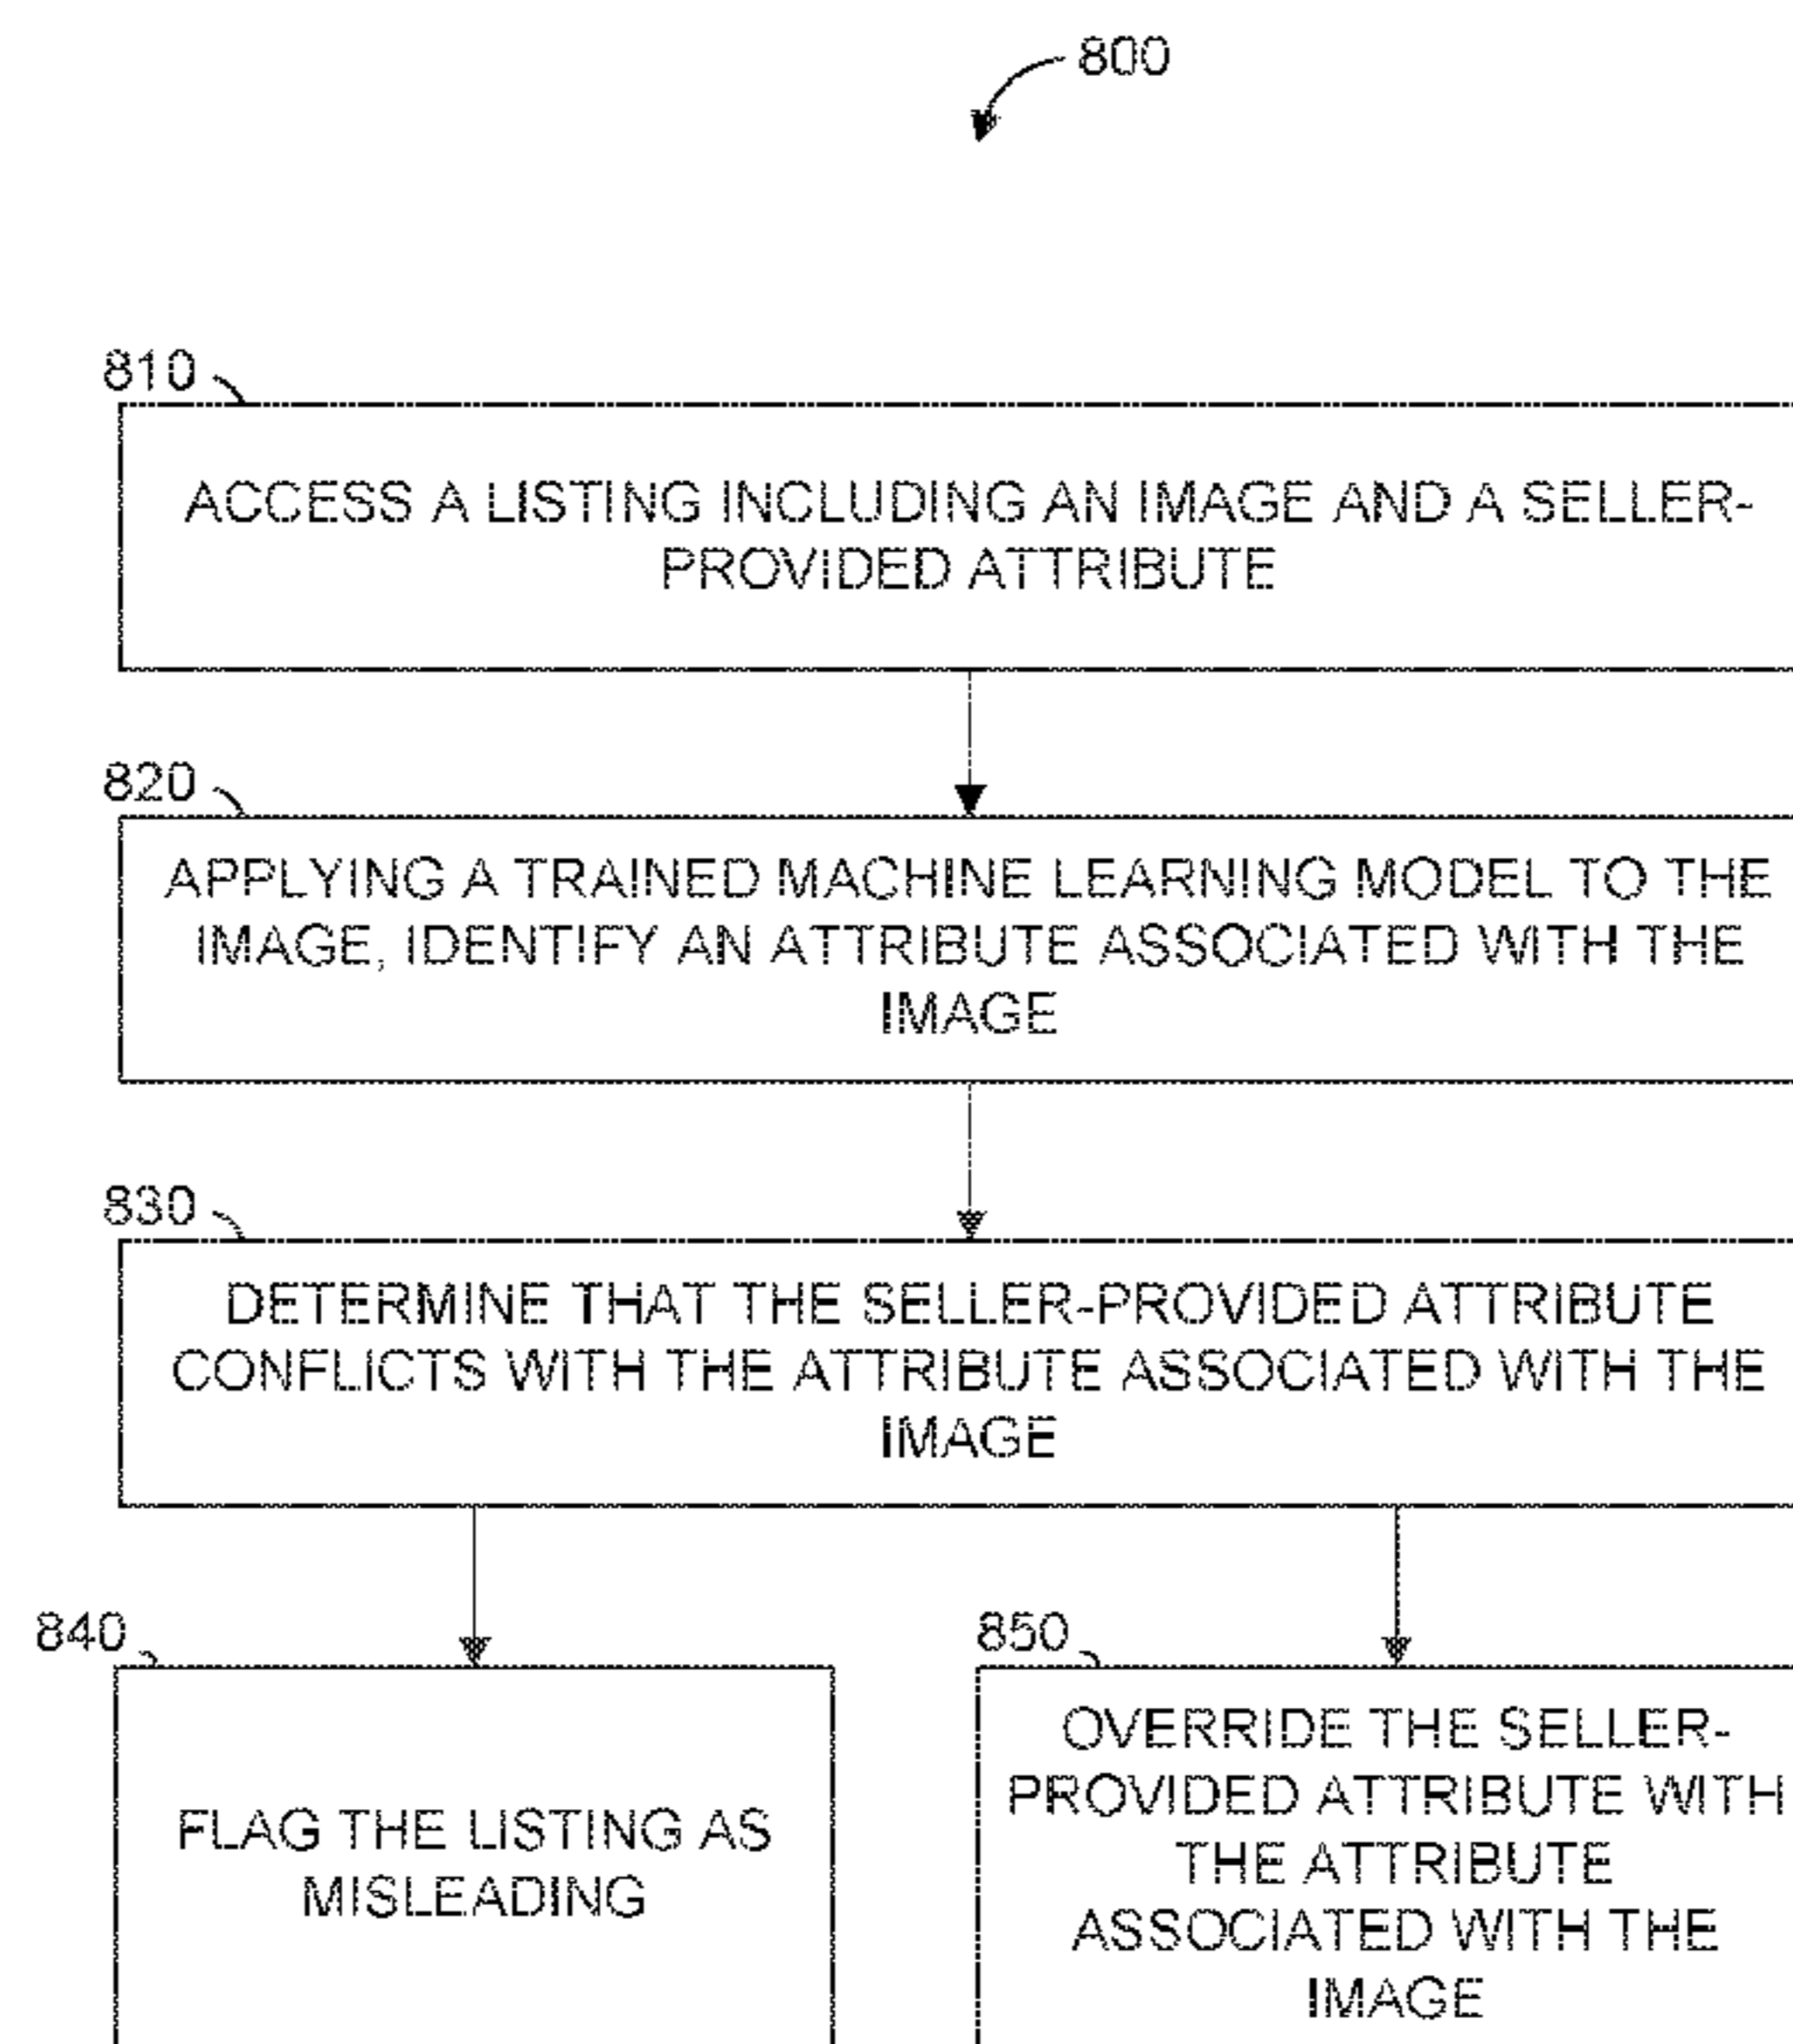 800
810
ACCESS A LISTING INCLUDING AN IMAGE AND A SELLER-
PROVIDED ATTRIBUTE
820
APPLYING A TRAINED MACHINE LEARNING MODEL TO THE
IMAGE, IDENTIFY AN ATTRIBUTE ASSOCIATED WITH THE
IMAGE
830
DETERMINE THAT THE SELLER-PROVIDED ATTRIBUTE
CONFLICTS WITH THE ATTRIBUTE ASSOCIATED WITH THE
IMAGE
840
FLAG THE LISTING AS
MISLEADING
850
OVERRIDE THE SELLER-
PROVIDED ATTRIBUTE WITH
THE ATTRIBUTE
ASSOCIATED WITH THE
IMAGE